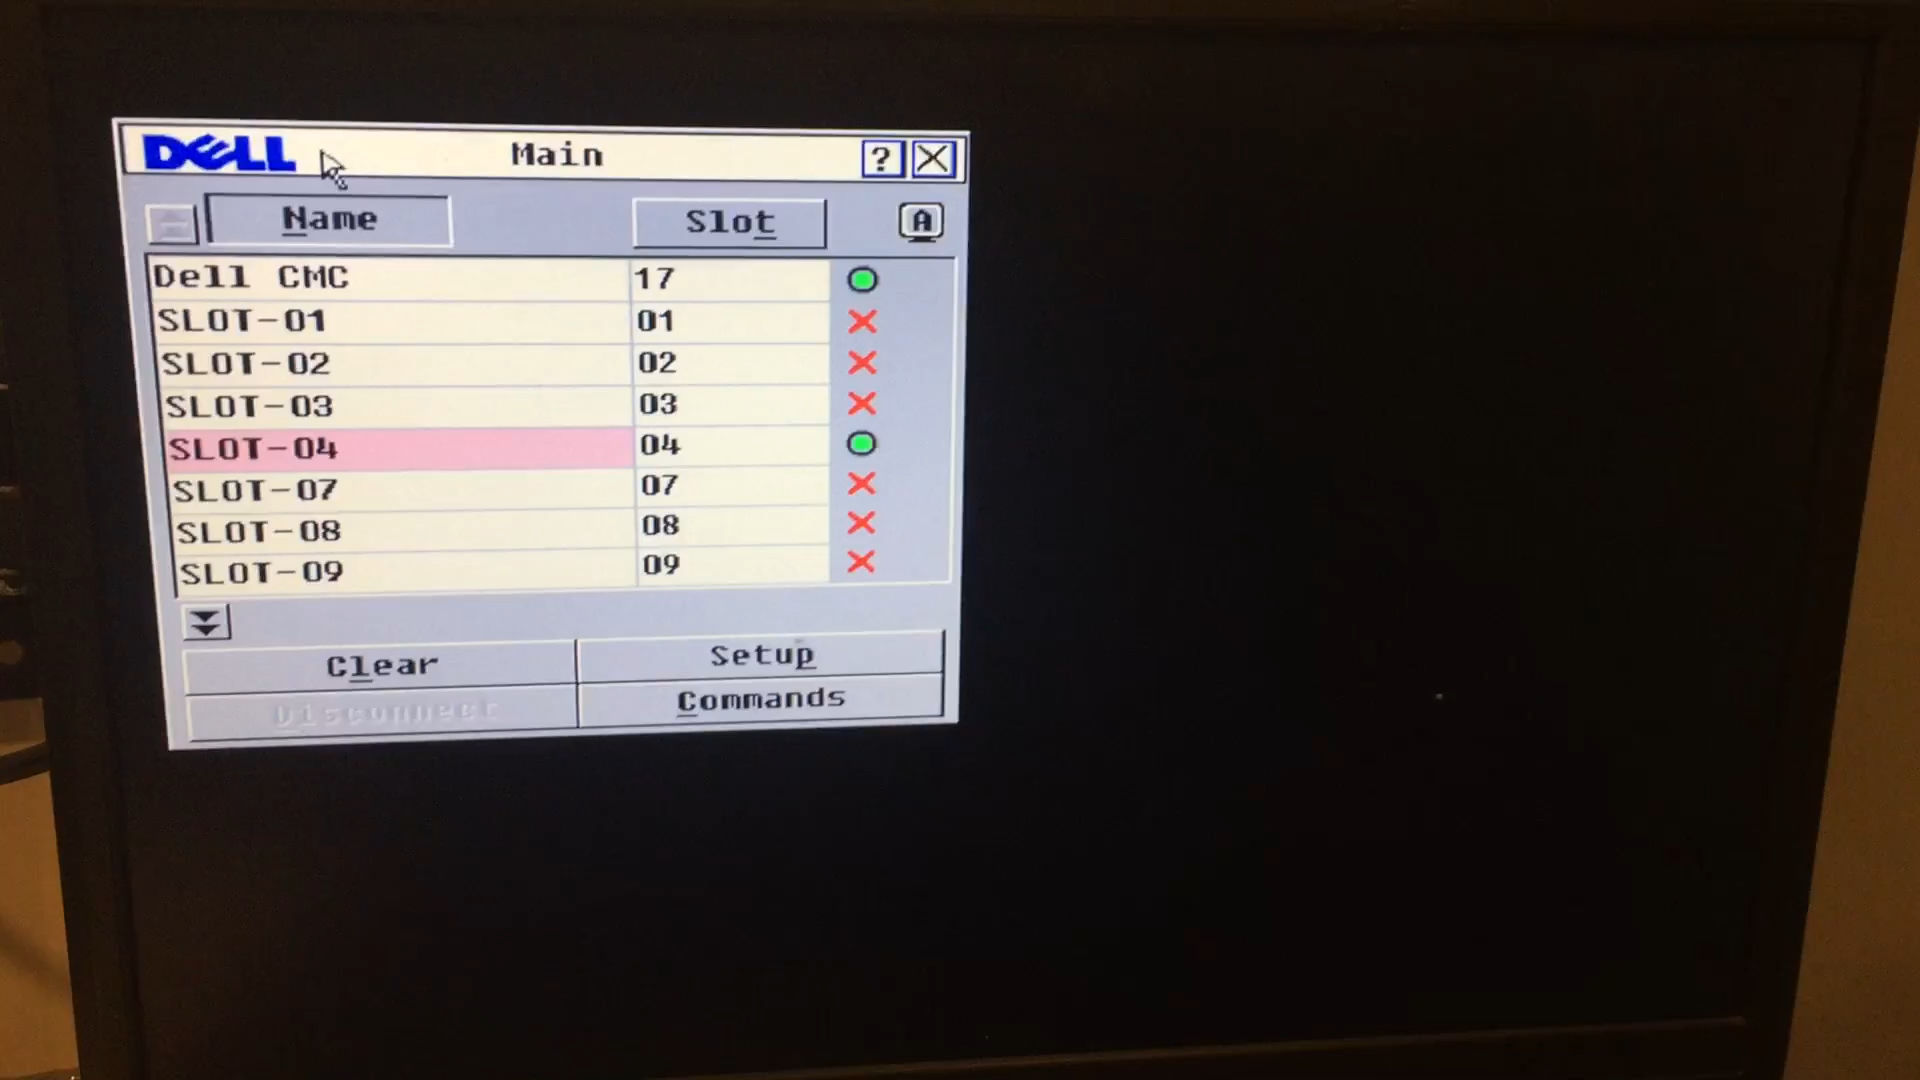 DELL Main ? X
Name Slot A
Dell CMC 17
SLOT-01 01
SLOT-02 02
SLOT-03 03
SLOT-04 04
SLOT-07 07
SLOT-08 08
SLOT-09 09
Clear Setup
Disconnect Commands